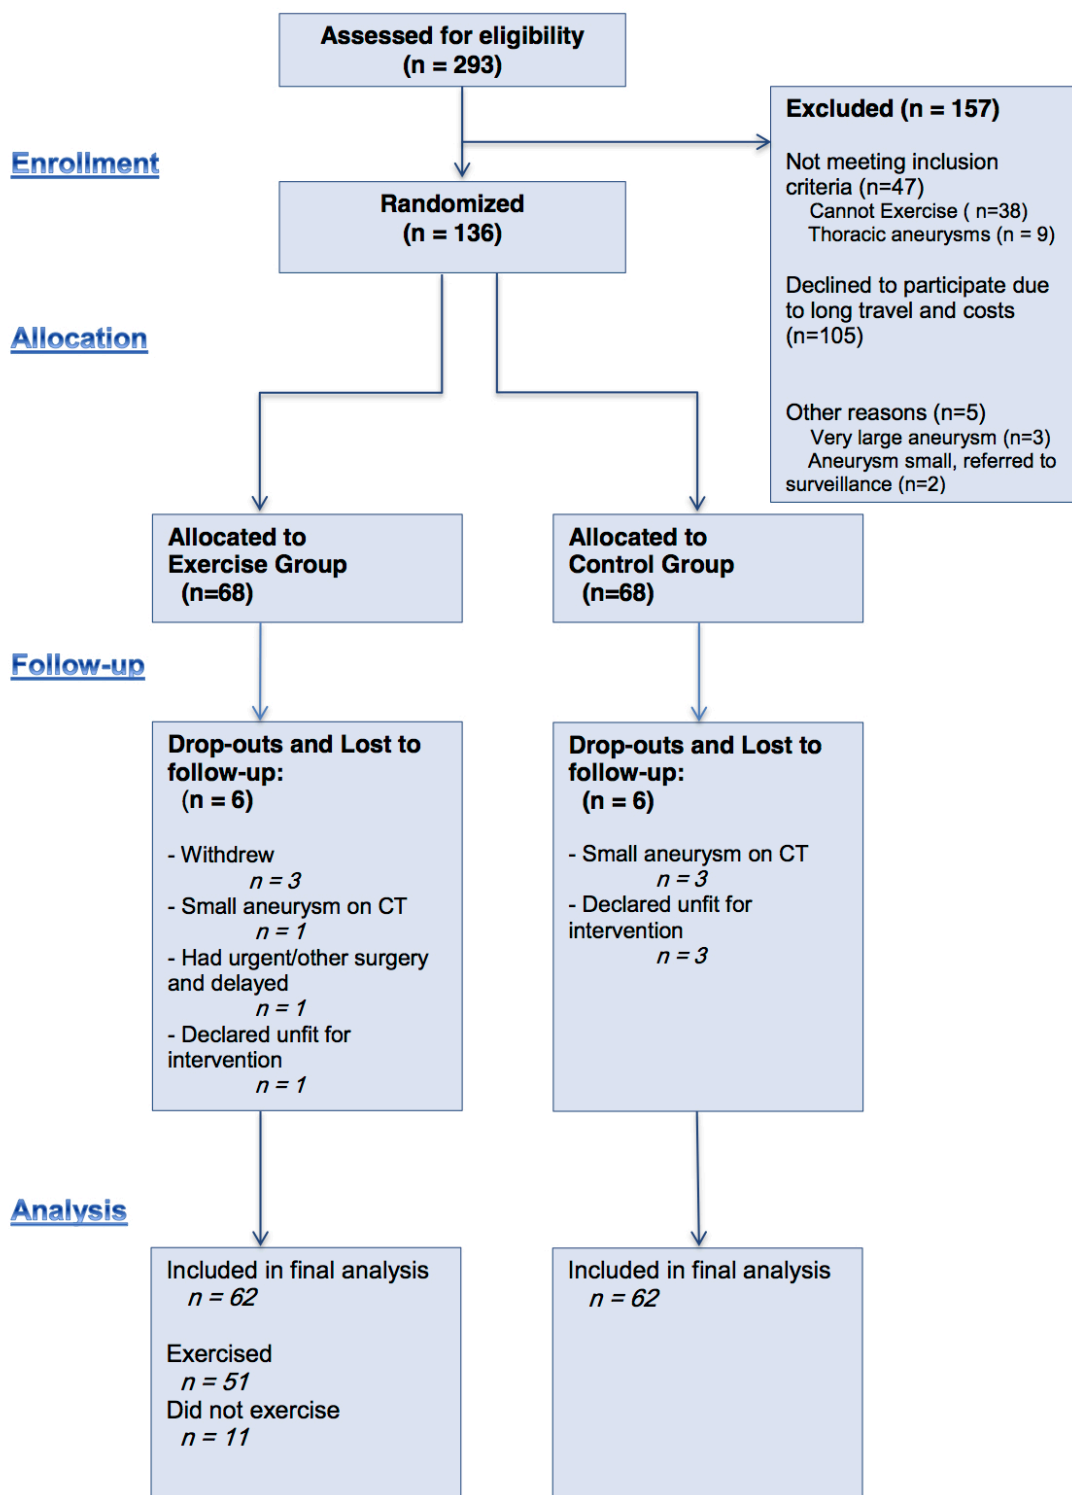 Assessed for eligibility
(n = 293)
Excluded (n = 157)
Not meeting inclusion
criteria (n=47)
Cannot Exercise ( n=38)
Thoracic aneurysms (n = 9)
Declined to participate due
to long travel and costs
(n=105)
Other reasons (n=5)
Very large aneurysm (n=3)
Aneurysm small, referred to
surveillance (n=2)
Enrollment
Randomized
(n = 136)
Allocation
Allocated to
Exercise Group
(n=68)
Allocated to
Control Group
(n=68)
Follow-up
Drop-outs and Lost to
follow-up:
(n = 6)
- Withdrew
n = 3
- Small aneurysm on CT
n = 1
- Had urgent/other surgery
and delayed
n = 1
- Declared unfit for
intervention
n = 1
Drop-outs and Lost to
follow-up:
(n = 6)
- Small aneurysm on CT
n = 3
- Declared unfit for
intervention
n = 3
Analysis
Included in final analysis
n = 62
Exercised
n = 51
Did not exercise
n = 11
Included in final analysis
n = 62